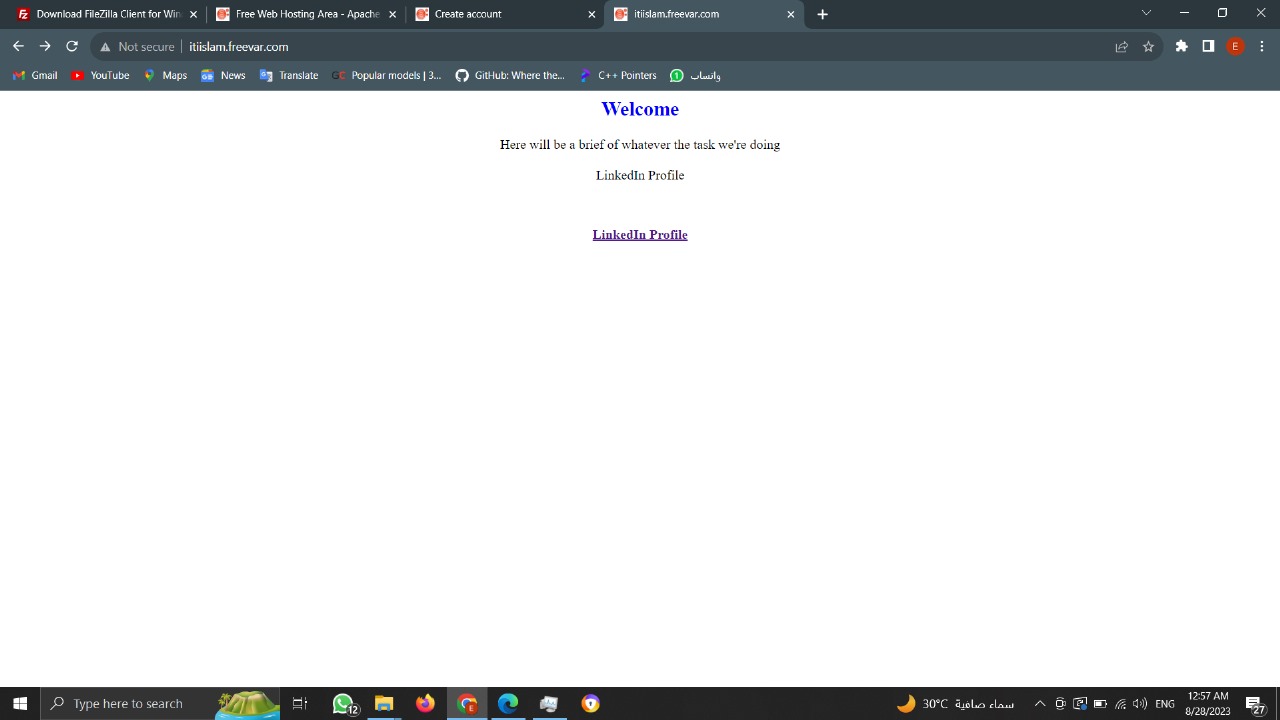 Download FileZilla Client for Win
Free Web Hosting Area - Apache
Create account
itiislam.freevar.com
Not secure
itiislam.freevar.com
E
Gmail
YouTube
Maps
News
Translate
GC Popular models | 3...
GitHub: Where the...
C++ Pointers
1 واتساب
Welcome
Here will be a brief of whatever the task we're doing
LinkedIn Profile
LinkedIn Profile
Type here to search
12
30°C سماء صافية
ENG
12:57 AM
8/28/2023
27